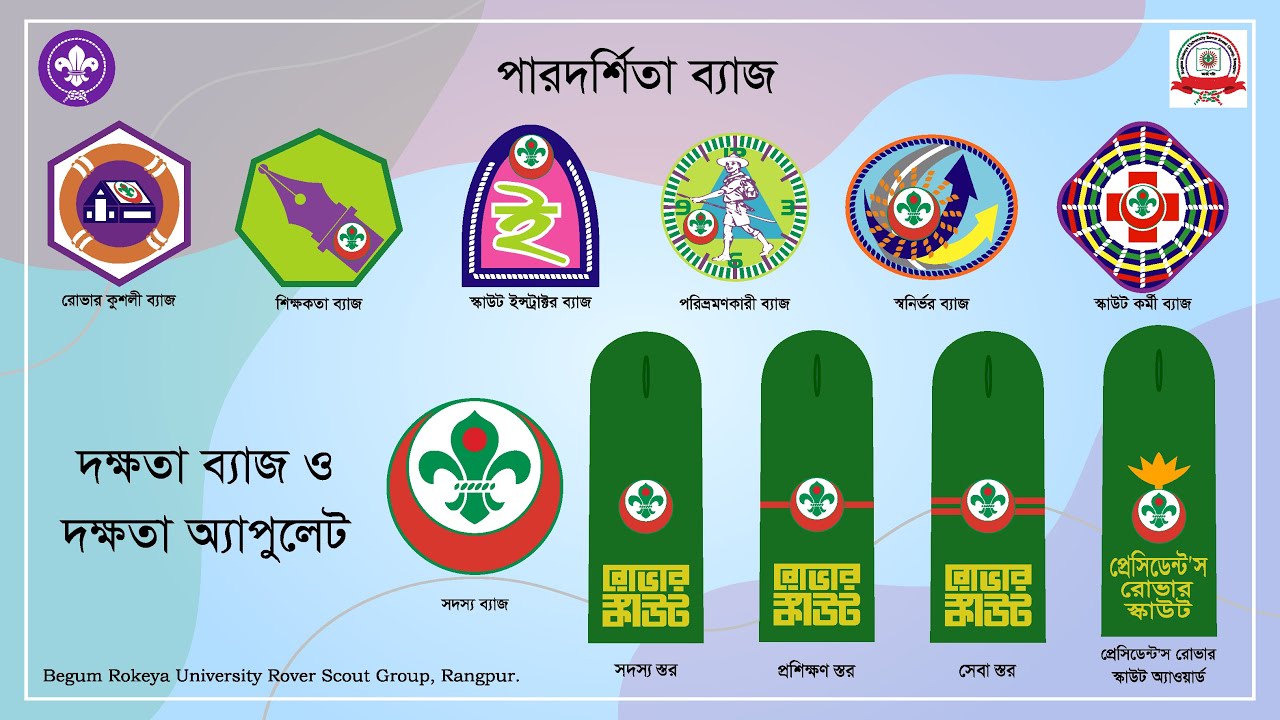 পারদর্শিতা ব্যাজ
রোভার কুশলী ব্যাজ
শিক্ষকতা ব্যাজ
ই
স্কাউট ইন্সট্রাক্টর ব্যাজ
পরিভ্রমণকারী ব্যাজ
স্বনির্ভর ব্যাজ
স্কাউট কর্মী ব্যাজ
দক্ষতা ব্যাজ ও
দক্ষতা অ্যাপুলেট
সদস্য ব্যাজ
রোভার
স্কাউট
সদস্য স্তর
রোভার
স্কাউট
প্রশিক্ষণ স্তর
রোভার
স্কাউট
সেবা স্তর
প্রেসিডেন্ট'স
রোভার
স্কাউট
প্রেসিডেন্ট'স রোভার
স্কাউট অ্যাওয়ার্ড
Begum Rokeya University Rover Scout Group, Rangpur.